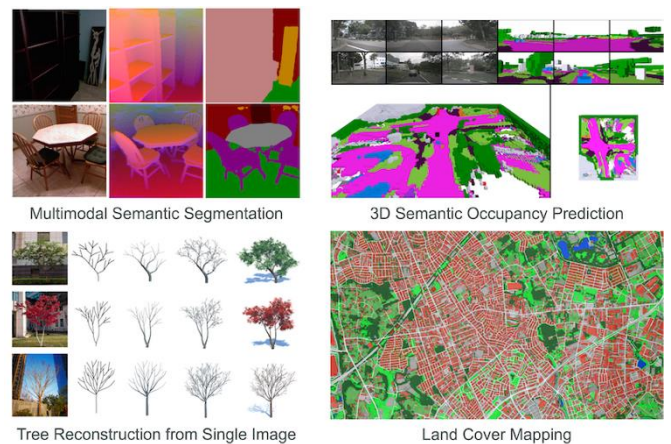 Multimodal Semantic Segmentation
3D Semantic Occupancy Prediction
Tree Reconstruction from Single Image
Land Cover Mapping